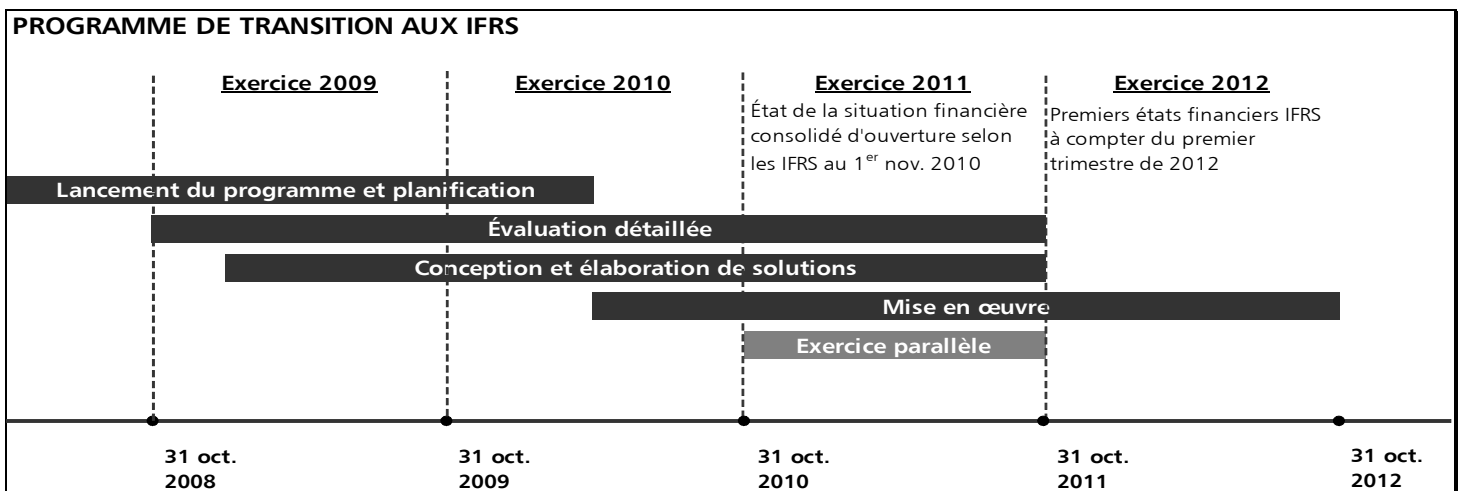 PROGRAMME DE TRANSITION AUX IFRS
Exercice 2009
Exercice 2010
Exercice 2011
État de la situation financière
consolidé d'ouverture selon
les IFRS au 1er nov. 2010
Exercice 2012
Premiers états financiers IFRS
à compter du premier
trimestre de 2012
Lancement du programme et planification
Évaluation détaillée
Conception et élaboration de solutions
Mise en œuvre
Exercice parallèle
31 oct.
2008
31 oct.
2009
31 oct.
2010
31 oct.
2011
31 oct.
2012